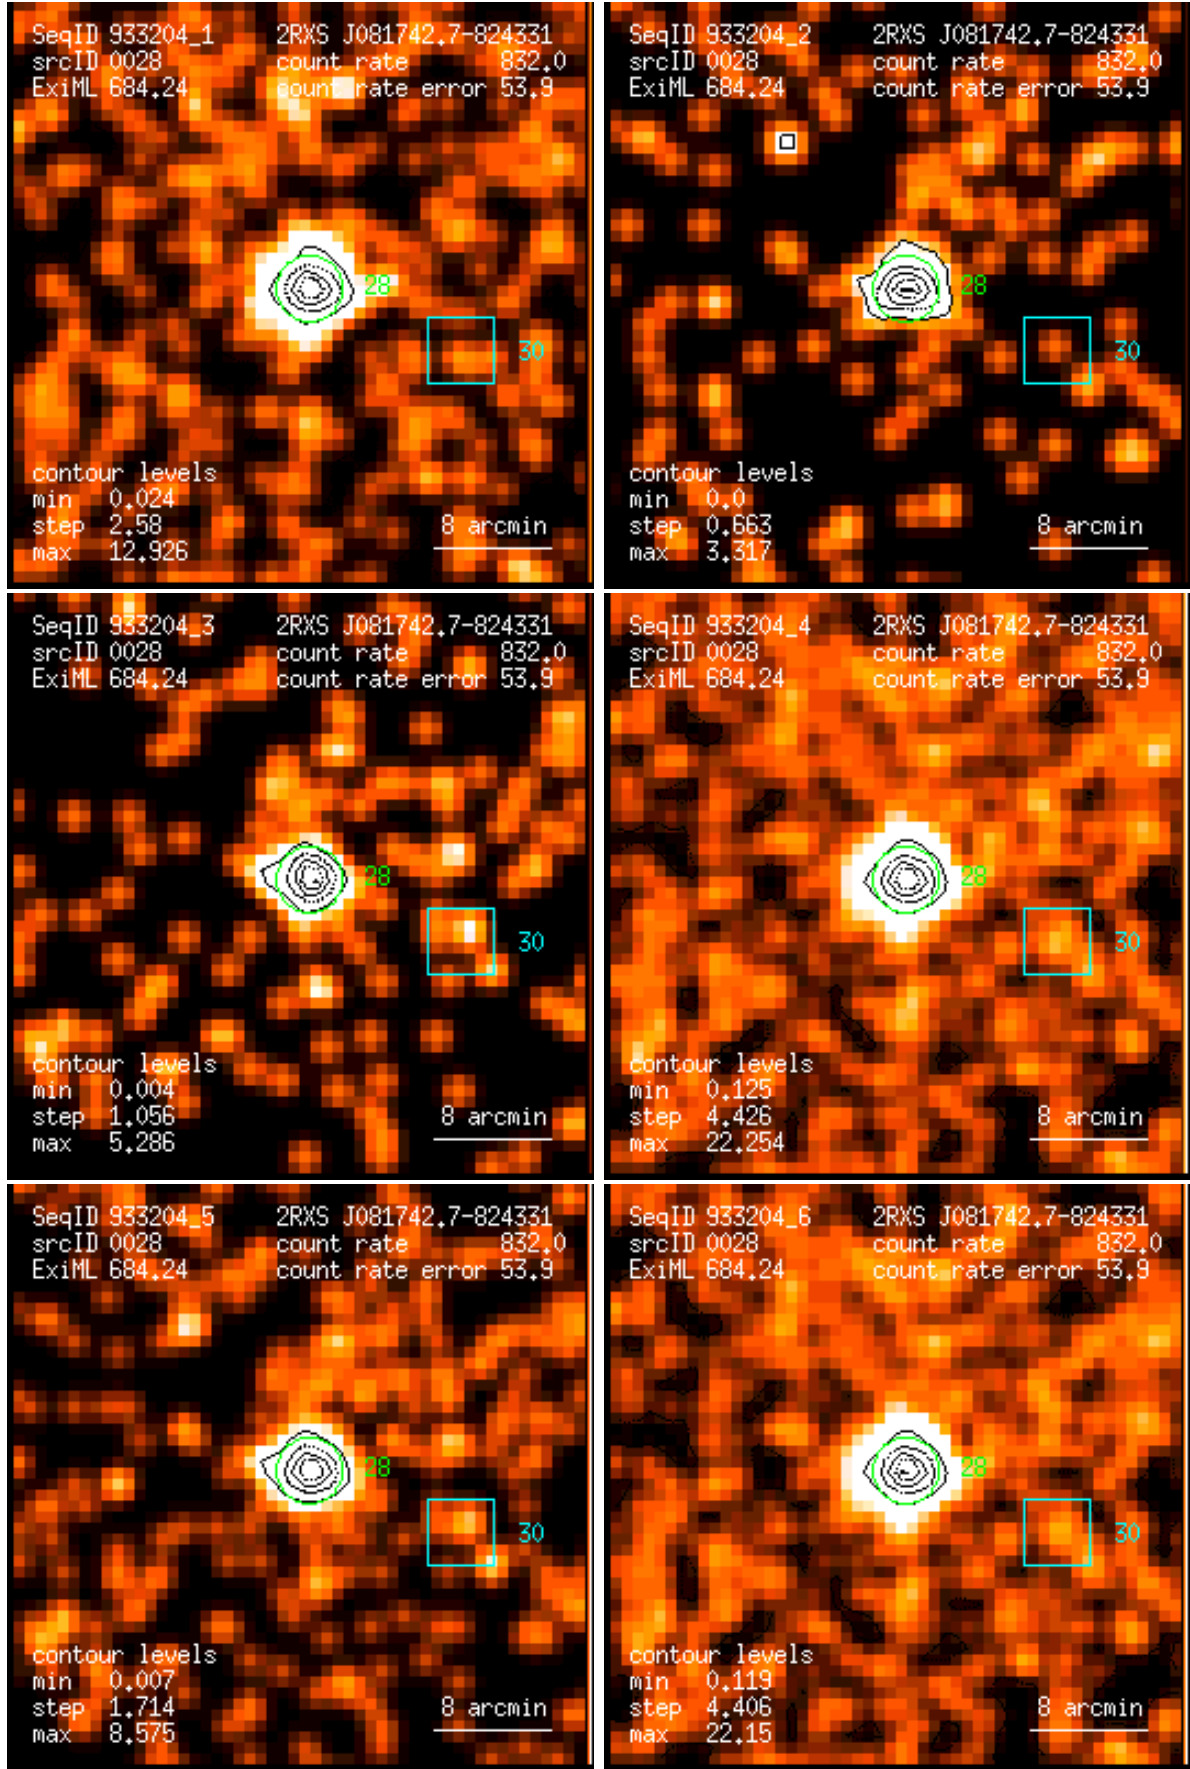 SeqID 933204_1 2RXS J081742.7-824331
srcID 0028 count rate 832.0
ExiML 684.24 count rate error 53.9
28
30
contour levels
min 0.024
step 2.58 8 arcmin
max 12.926
SeqID 933204_2 2RXS J081742.7-824331
srcID 0028 count rate 832.0
ExiML 684.24 count rate error 53.9
28
30
contour levels
min 0.0
step 0.663 8 arcmin
max 3.317
SeqID 933204_3 2RXS J081742.7-824331
srcID 0028 count rate 832.0
ExiML 684.24 count rate error 53.9
28
30
contour levels
min 0.004
step 1.056 8 arcmin
max 5.286
SeqID 933204_4 2RXS J081742.7-824331
srcID 0028 count rate 832.0
ExiML 684.24 count rate error 53.9
28
30
contour levels
min 0.125
step 4.426 8 arcmin
max 22.254
SeqID 933204_5 2RXS J081742.7-824331
srcID 0028 count rate 832.0
ExiML 684.24 count rate error 53.9
28
30
contour levels
min 0.007
step 1.714 8 arcmin
max 8.575
SeqID 933204_6 2RXS J081742.7-824331
srcID 0028 count rate 832.0
ExiML 684.24 count rate error 53.9
28
30
contour levels
min 0.119
step 4.406 8 arcmin
max 22.15